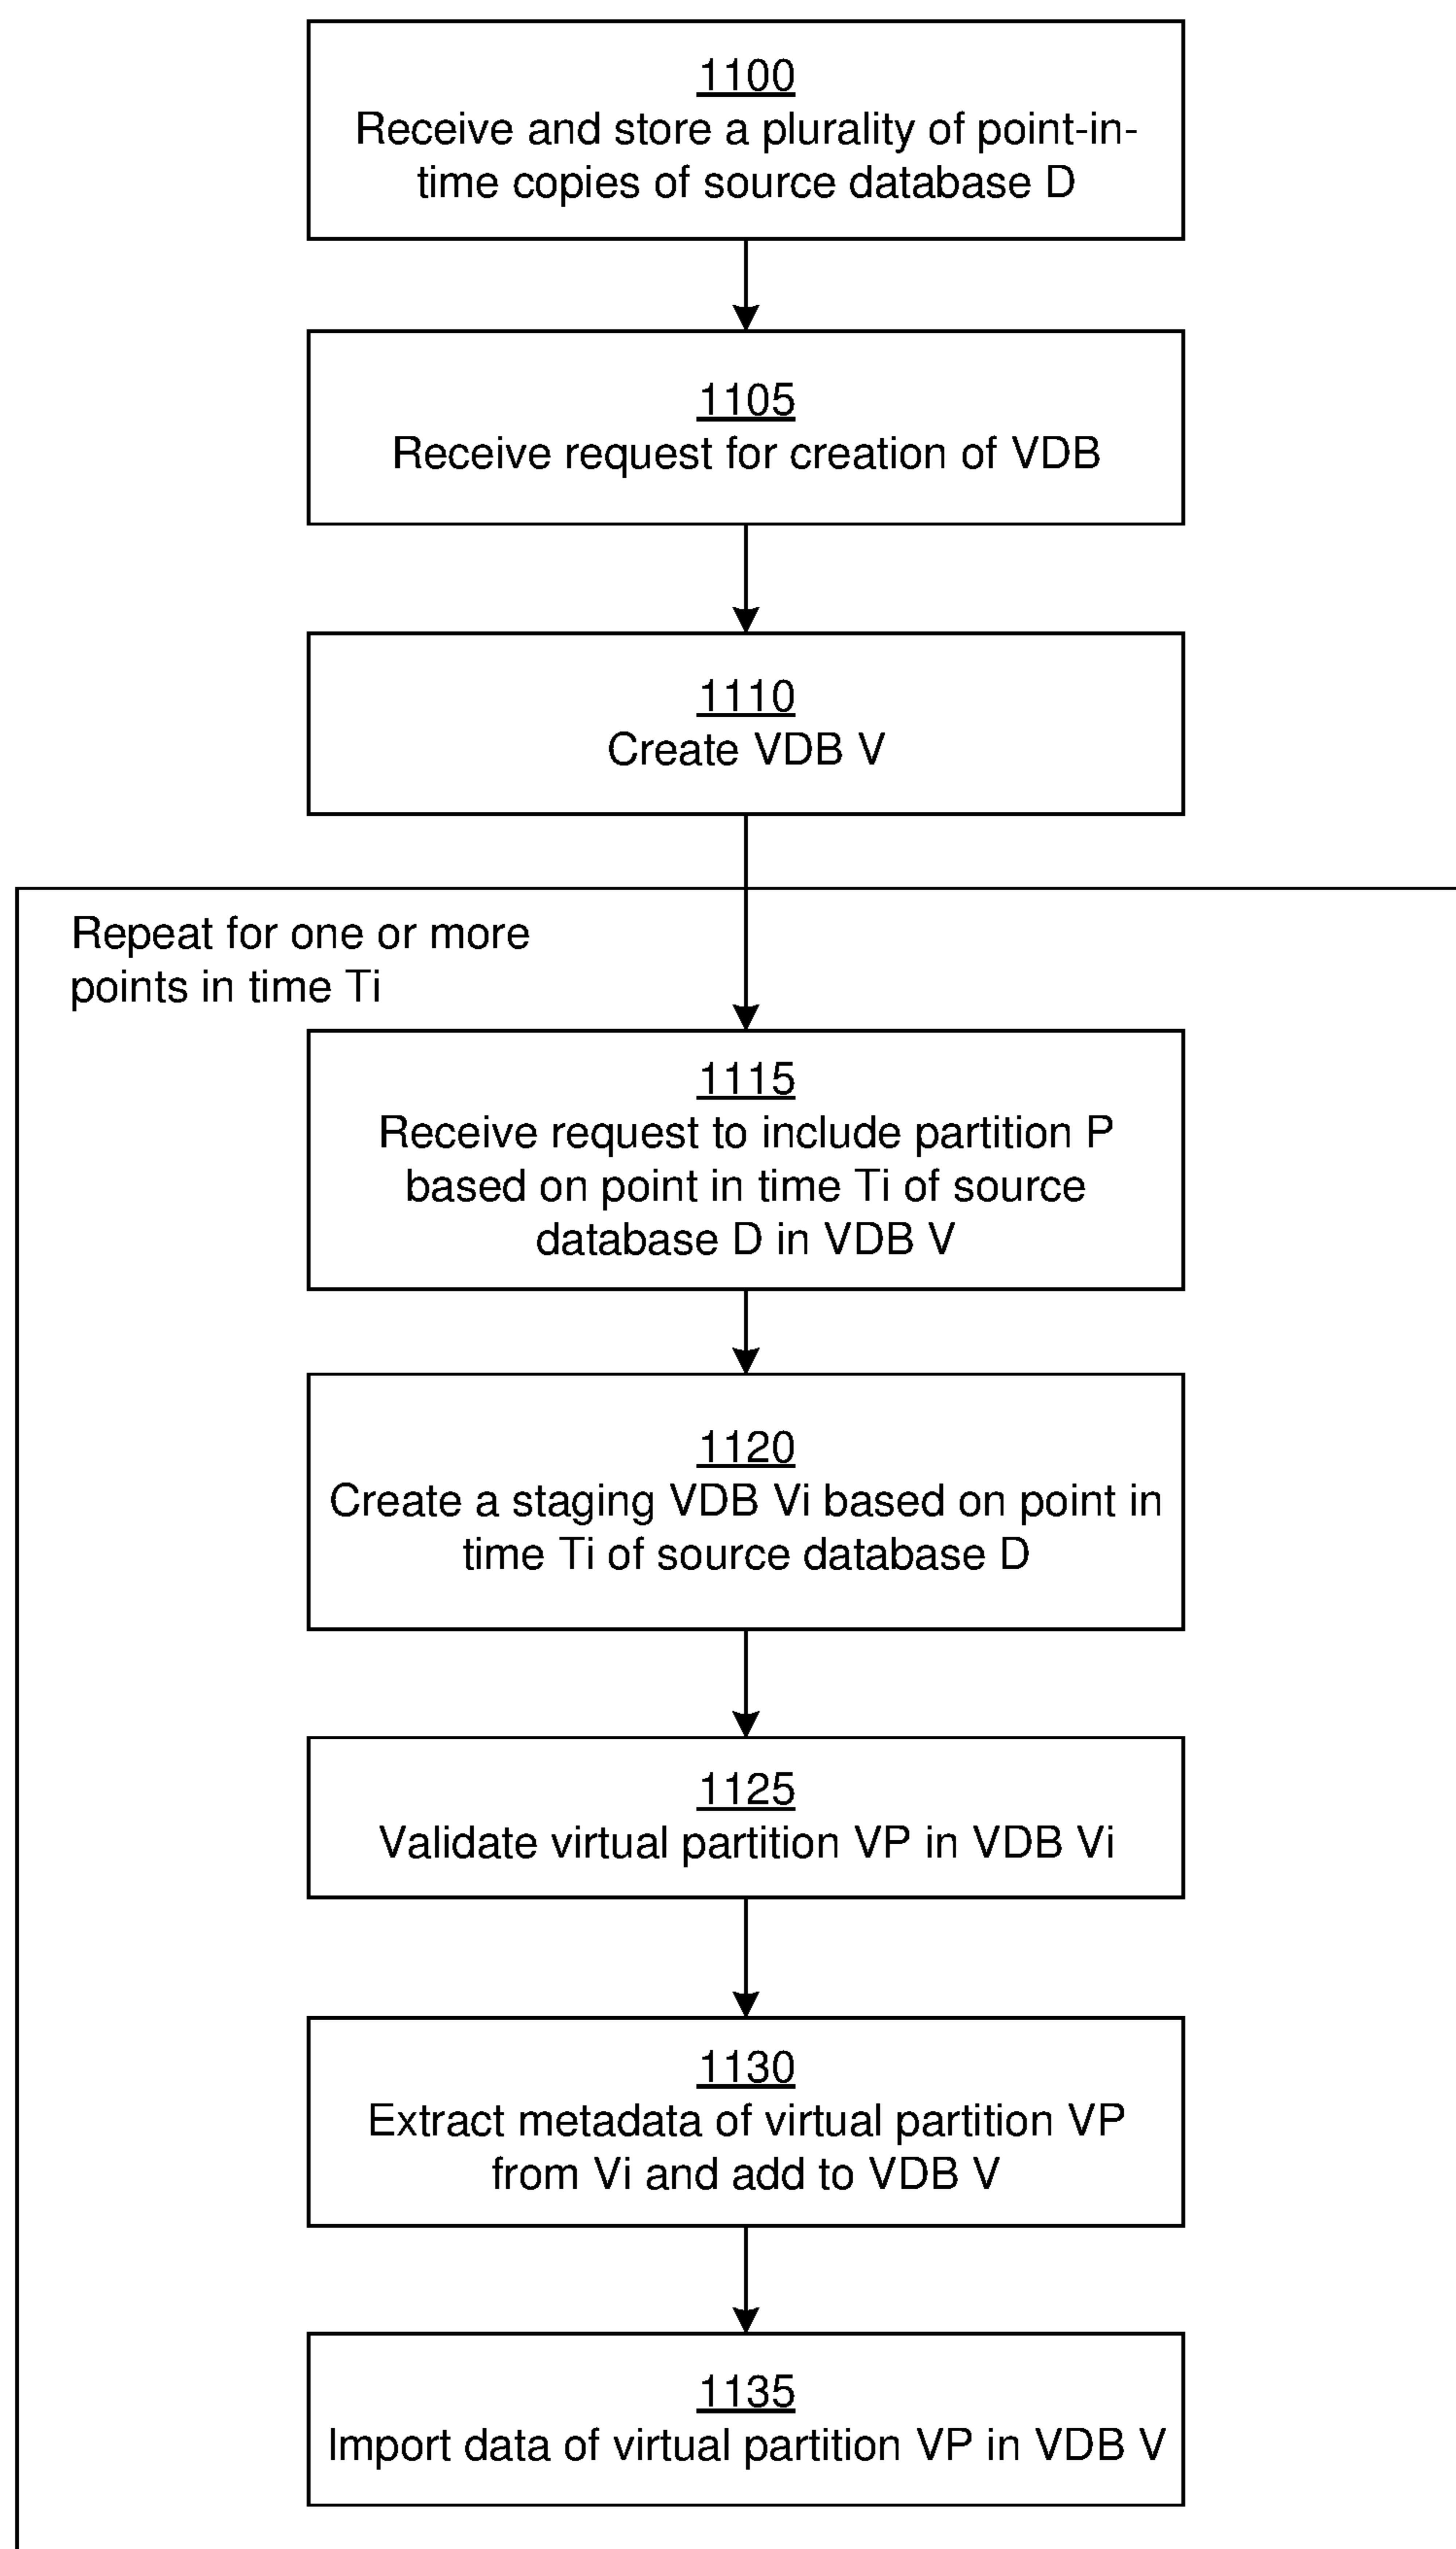 1100
Receive and store a plurality of point-in-
time copies of source database D
1105
Receive request for creation of VDB
1110
Create VDB V
Repeat for one or more
points in time Ti
1115
Receive request to include partition P
based on point in time Ti of source
database D in VDB V
1120
Create a staging VDB Vi based on point in
time Ti of source database D
1125
Validate virtual partition VP in VDB Vi
1130
Extract metadata of virtual partition VP
from Vi and add to VDB V
1135
Import data of virtual partition VP in VDB V